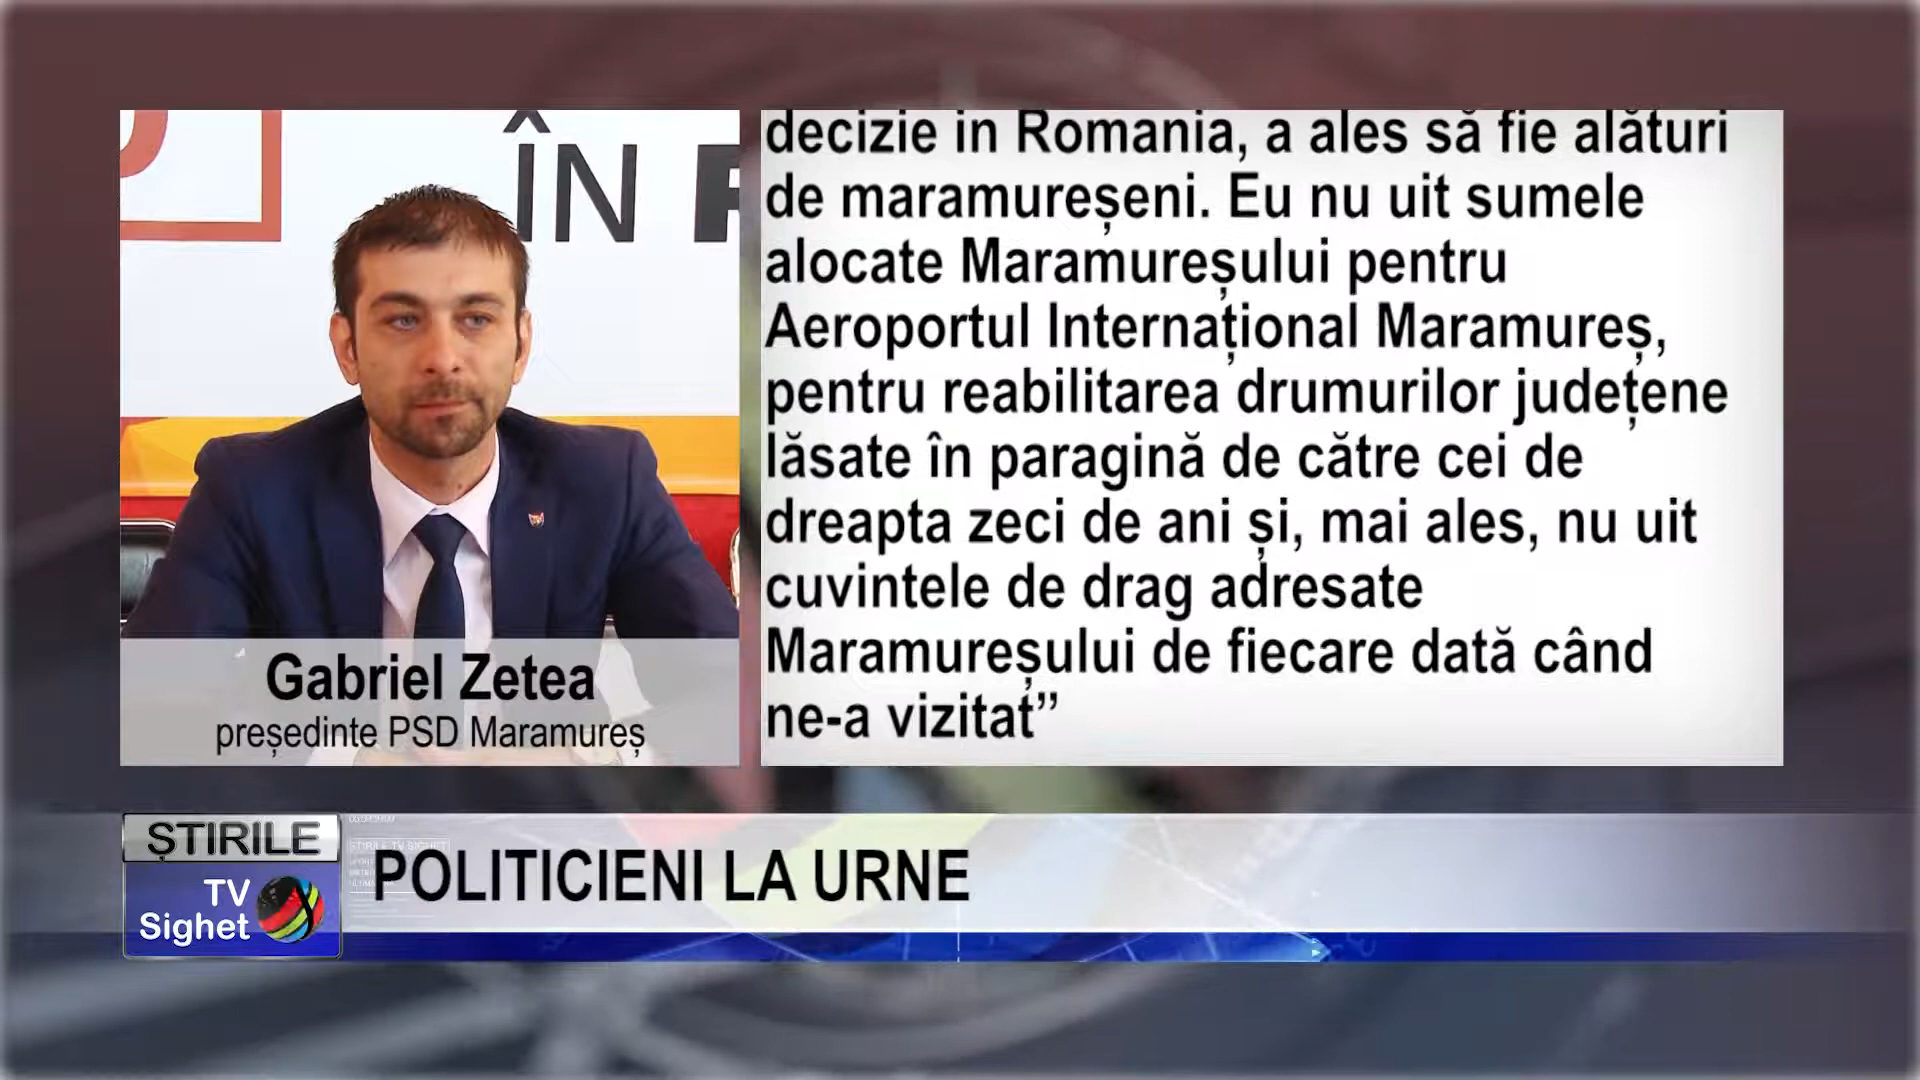 ÎN
decizie in Romania, a ales să fie alături
de maramureșeni. Eu nu uit sumele
alocate Maramureșului pentru
Aeroportul Internațional Maramureș,
pentru reabilitarea drumurilor județene
lăsate în paragină de către cei de
dreapta zeci de ani și, mai ales, nu uit
cuvintele de drag adresate
Maramureșului de fiecare dată când
ne-a vizitat”
Gabriel Zetea
președinte PSD Maramureș
ȘTIRILE
TV
Sighet
POLITICIENI LA URNE